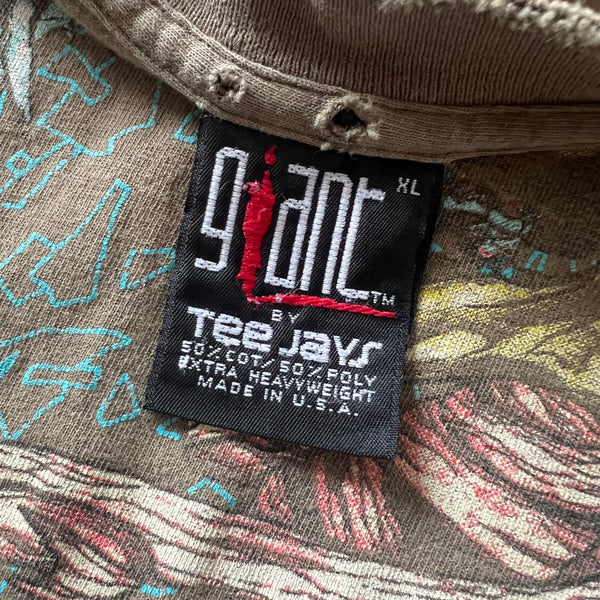 giant XL
TM
BY
Tee Jays
50% COT/50% POLY
EXTRA HEAVYWEIGHT
MADE IN U.S.A.